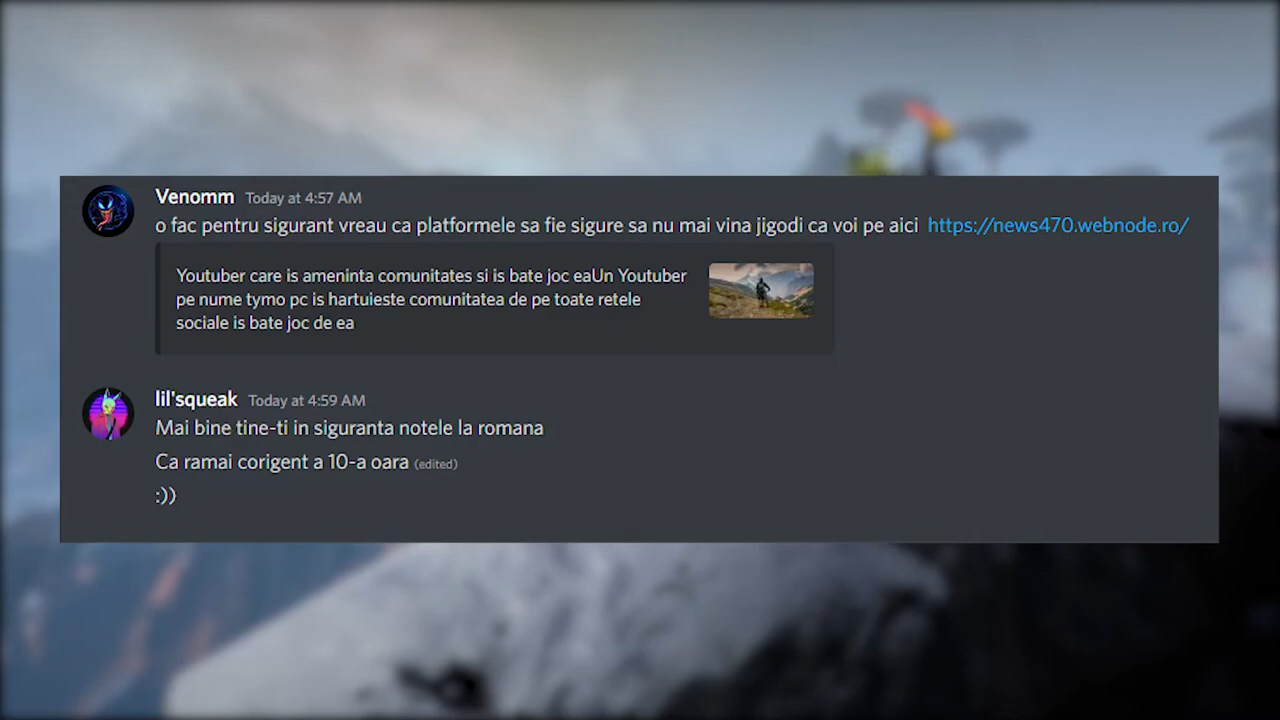 Venomm Today at 4:57 AM
o fac pentru sigurant vreau ca platformele sa fie sigure sa nu mai vina jigodi ca voi pe aici https://news470.webnode.ro/
Youtuber care is ameninta comunitates si is bate joc eaUn Youtuber
pe nume tymo pc is hartuieste comunitatea de pe toate retele
sociale is bate joc de ea
lil'squeak Today at 4:59 AM
Mai bine tine-ti in siguranta notele la romana
Ca ramai corigent a 10-a oara (edited)
:))